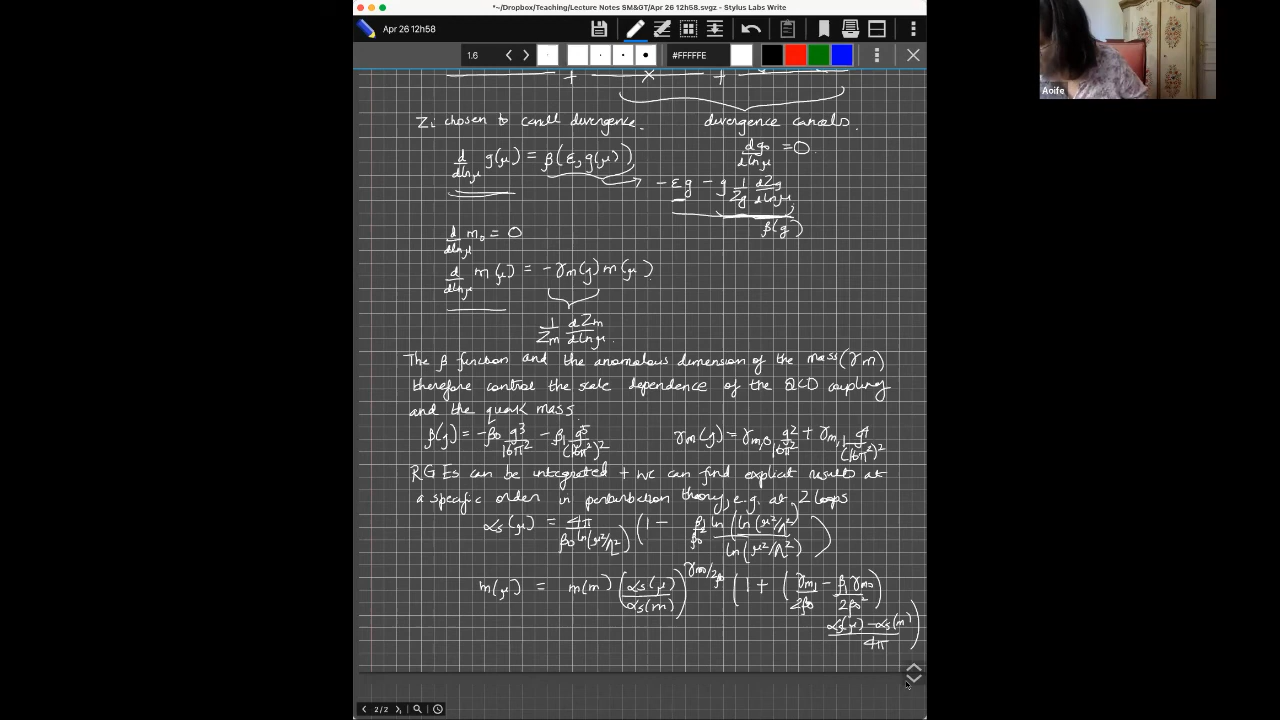 *~/Dropbox/Teaching/Lecture Notes SM&GT/Apr 26 12h58.svgz - Stylus Labs Write
Apr 26 12h58
1.6
#FFFFFE
Aoife
+ × +
Zi chosen to cancel divergence. divergence cancels.
d/dlnμ g(μ) = β(ε, g(μ)) dg₀/dlnμ = 0.
- εg - g 1/Zg dZg/dlnμ
β(g)
d/dlnμ m₀ = 0
d/dlnμ m(μ) = - γm(g) m(μ)
1/Zm dZm/dlnμ.
The β function and the anomalous dimension of the mass (γm)
therefore control the scale dependence of the QCD coupling
and the quark mass.
β(g) = -β₀ g³/16π² - β₁ g⁵/(16π²)² γm(g) = γm,0 g²/16π² + γm,1 g⁴/(16π²)²
RGEs can be integrated + we can find explicit results at
a specific order in perturbation theory, e.g. at 2 loops
αs(μ) = 4π/β₀ ln(μ²/Λ²) (1 - β₁/β₀² ln(ln(μ²/Λ²))/ln(μ²/Λ²))
m(μ) = m(m) (αs(μ)/αs(m))^γm0/2β₀ (1 + (γm1/2β₀ - β₁γm0/2β₀²)
αs(μ) - αs(m)/4π)
2/2